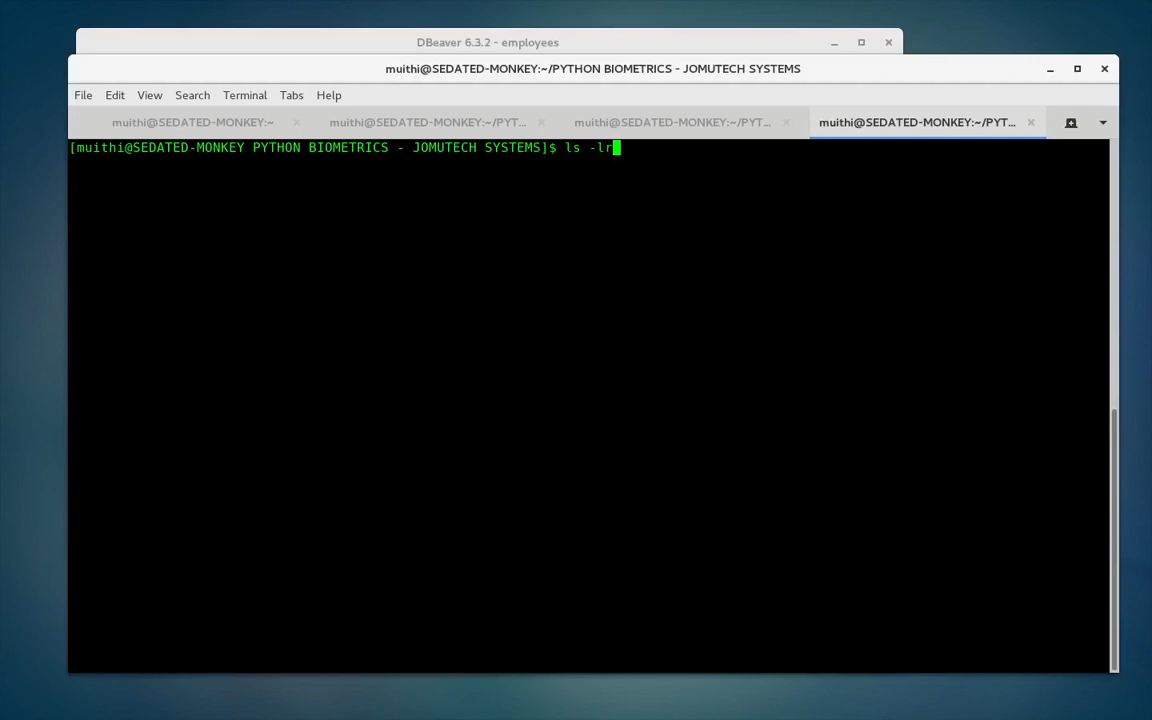 DBeaver 6.3.2 - employees
muithi@SEDATED-MONKEY:~/PYTHON BIOMETRICS - JOMUTECH SYSTEMS
File Edit View Search Terminal Tabs Help
muithi@SEDATED-MONKEY:~ muithi@SEDATED-MONKEY:~/PYT... muithi@SEDATED-MONKEY:~/PYT... muithi@SEDATED-MONKEY:~/PYT...
[muithi@SEDATED-MONKEY PYTHON BIOMETRICS - JOMUTECH SYSTEMS]$ ls -lr